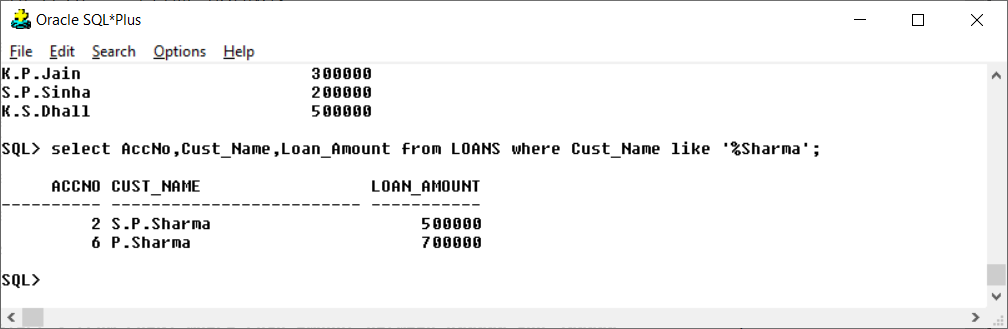 Oracle SQL*Plus
File Edit Search Options Help
K.P.Jain 300000
S.P.Sinha 200000
K.S.Dhall 500000
SQL> select AccNo,Cust_Name,Loan_Amount from LOANS where Cust_Name like '%Sharma';
ACCNO CUST_NAME LOAN_AMOUNT
---------- ------------------------- -----------
2 S.P.Sharma 500000
6 P.Sharma 700000
SQL>